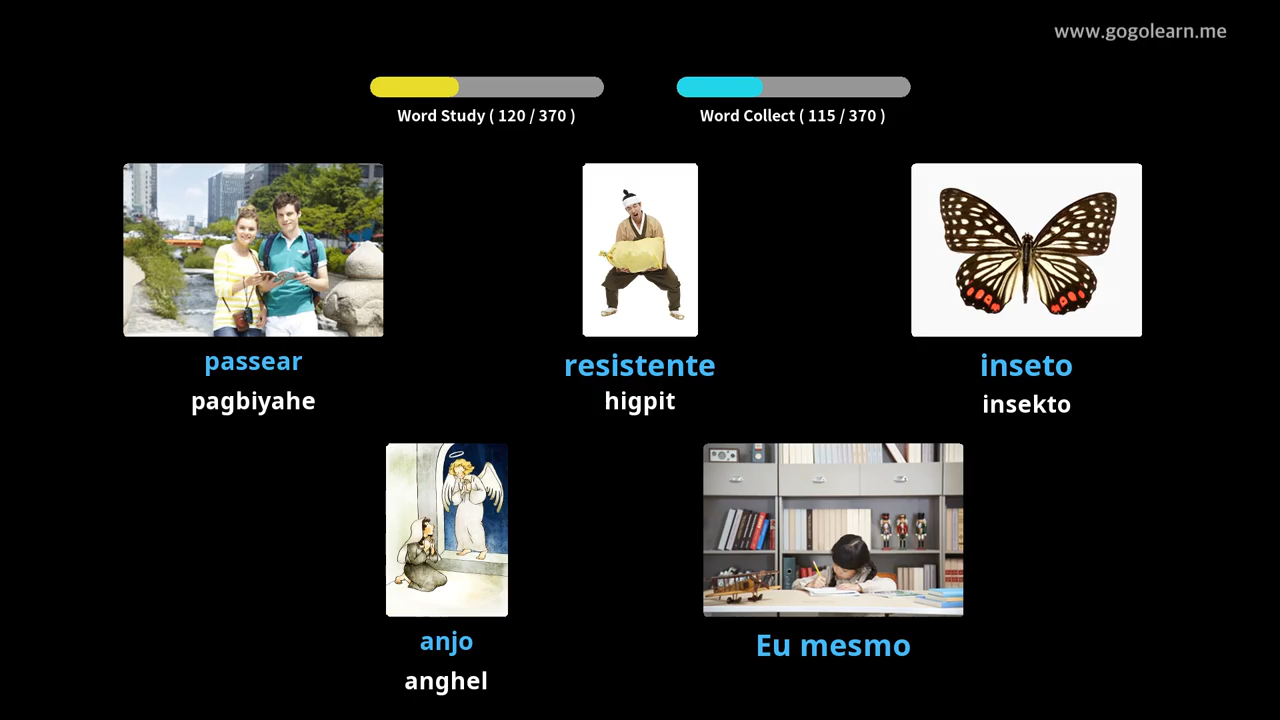 www.gogolearn.me
Word Study ( 120 / 370 )
Word Collect ( 115 / 370 )
passear
pagbiyahe
resistente
higpit
inseto
insekto
anjo
anghel
Eu mesmo